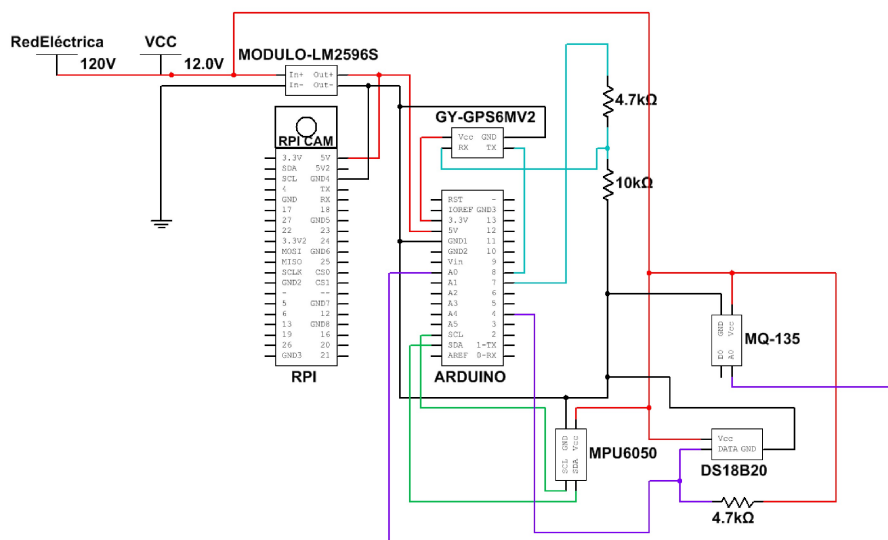 RedEléctrica
120V
VCC
12.0V
MODULO-LM2596S
In+ Out+
In- Out-
RPI CAM
3.3V 5V
SDA 5V2
SCL GND4
4 TX
GND RX
17 18
27 GND5
22 23
3.3V2 24
MOSI GND6
MISO 25
SCLK CS0
GND2 CS1
- --
5 GND7
6 12
13 GND8
19 16
26 20
GND3 21
RPI
GY-GPS6MV2
Vcc GND
RX TX
RST -
IOREF GND3
3.3V 13
5V 12
GND1 11
GND2 10
Vin 9
A0 8
A1 7
A2 6
A3 5
A4 4
A5 3
SCL 2
SDA 1-TX
AREF 0-RX
ARDUINO
4.7kΩ
10kΩ
GND Vcc
D0 A0
MQ-135
GND Vcc
SCL SDA
MPU6050
Vcc
DATA GND
DS18B20
4.7kΩ